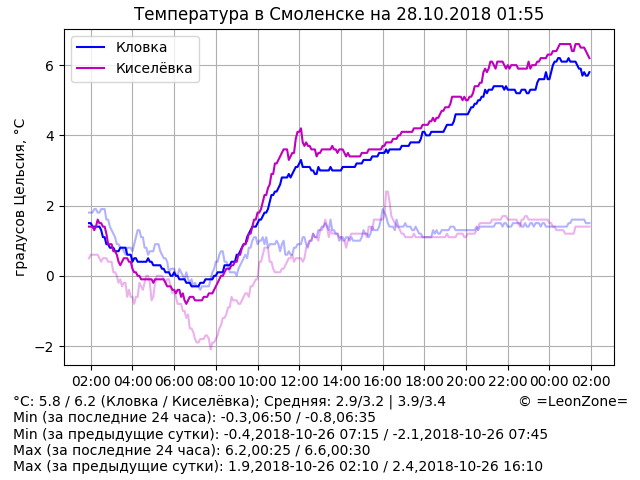 Температура в Смоленске на 28.10.2018 01:55
Кловка
Киселёвка
градусов Цельсия, °C
6
4
2
0
−2
02:00 04:00 06:00 08:00 10:00 12:00 14:00 16:00 18:00 20:00 22:00 00:00 02:00
°C: 5.8 / 6.2 (Кловка / Киселёвка); Средняя: 2.9/3.2 | 3.9/3.4 © =LeonZone=
Min (за последние 24 часа): -0.3,06:50 / -0.8,06:35
Min (за предыдущие сутки): -0.4,2018-10-26 07:15 / -2.1,2018-10-26 07:45
Max (за последние 24 часа): 6.2,00:25 / 6.6,00:30
Max (за предыдущие сутки): 1.9,2018-10-26 02:10 / 2.4,2018-10-26 16:10